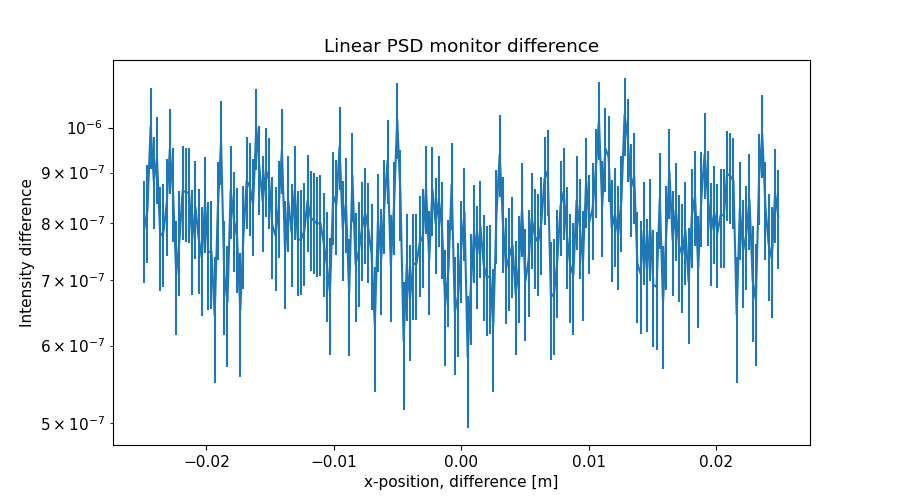 Linear PSD monitor difference
Intensity difference
10⁻⁶
9 × 10⁻⁷
8 × 10⁻⁷
7 × 10⁻⁷
6 × 10⁻⁷
5 × 10⁻⁷
−0.02 −0.01 0.00 0.01 0.02
x-position, difference [m]